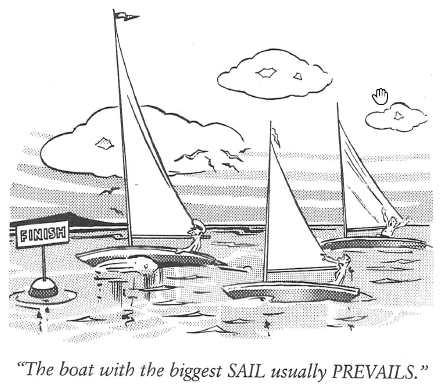 FINISH
“The boat with the biggest SAIL usually PREVAILS.”